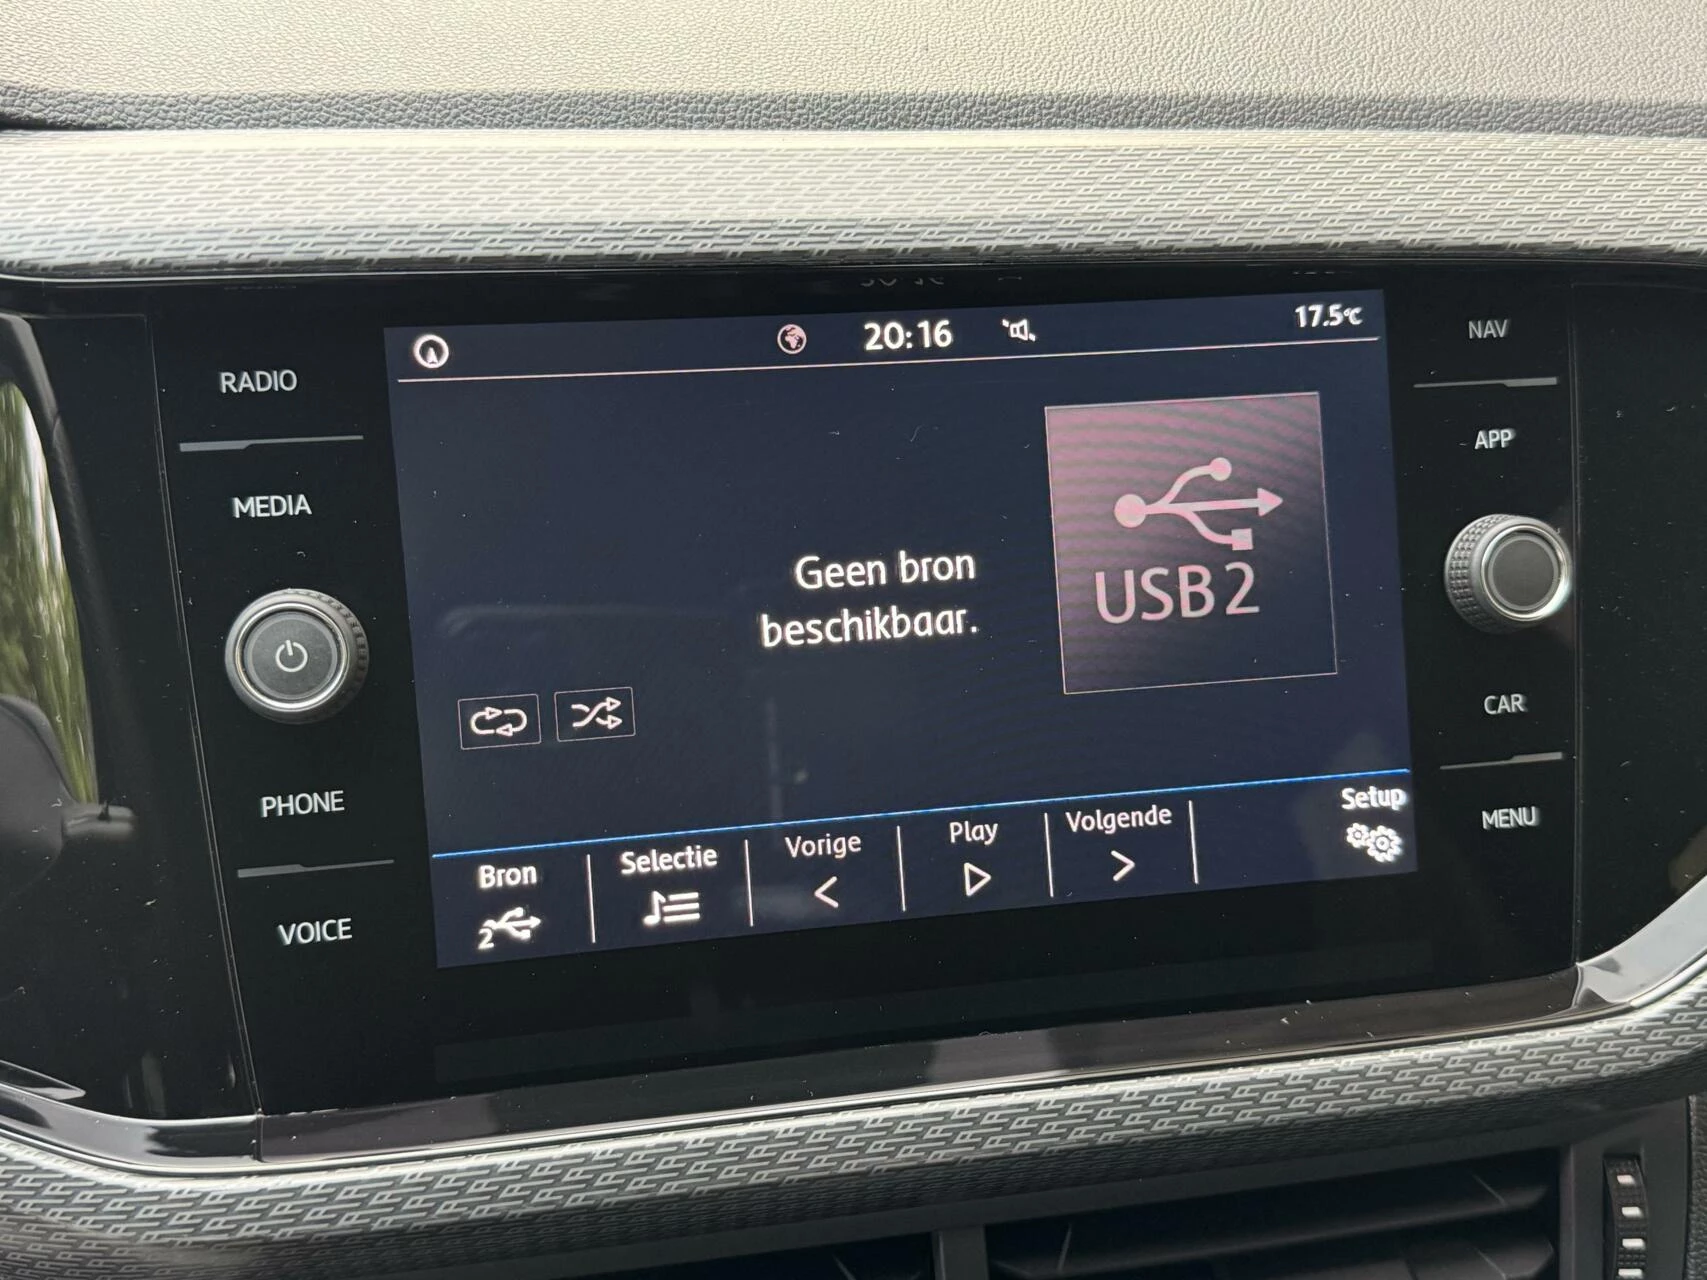 20:16
17.5°C
RADIO
MEDIA
PHONE
VOICE
Geen bron
beschikbaar.
USB 2
Bron
2
Selectie
Vorige
Play
Volgende
Setup
NAV
APP
CAR
MENU